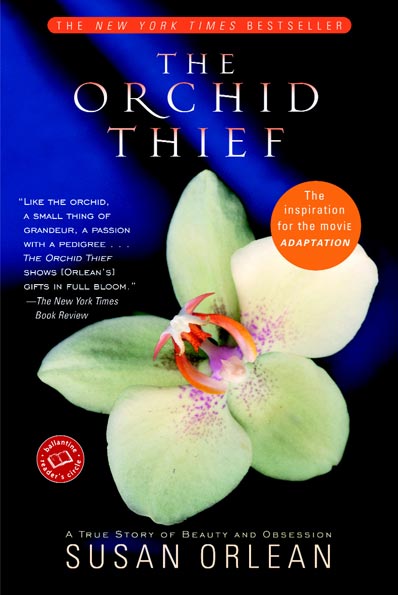 THE NEW YORK TIMES BESTSELLER
THE
ORCHID
THIEF
"LIKE THE ORCHID,
A SMALL THING OF
GRANDEUR, A PASSION
WITH A PEDIGREE . . .
THE ORCHID THIEF
SHOWS [ORLEAN'S]
GIFTS IN FULL BLOOM."
—The New York Times
Book Review
The
inspiration
for the movie
ADAPTATION
ballantine
reader's circle
A TRUE STORY OF BEAUTY AND OBSESSION
SUSAN ORLEAN